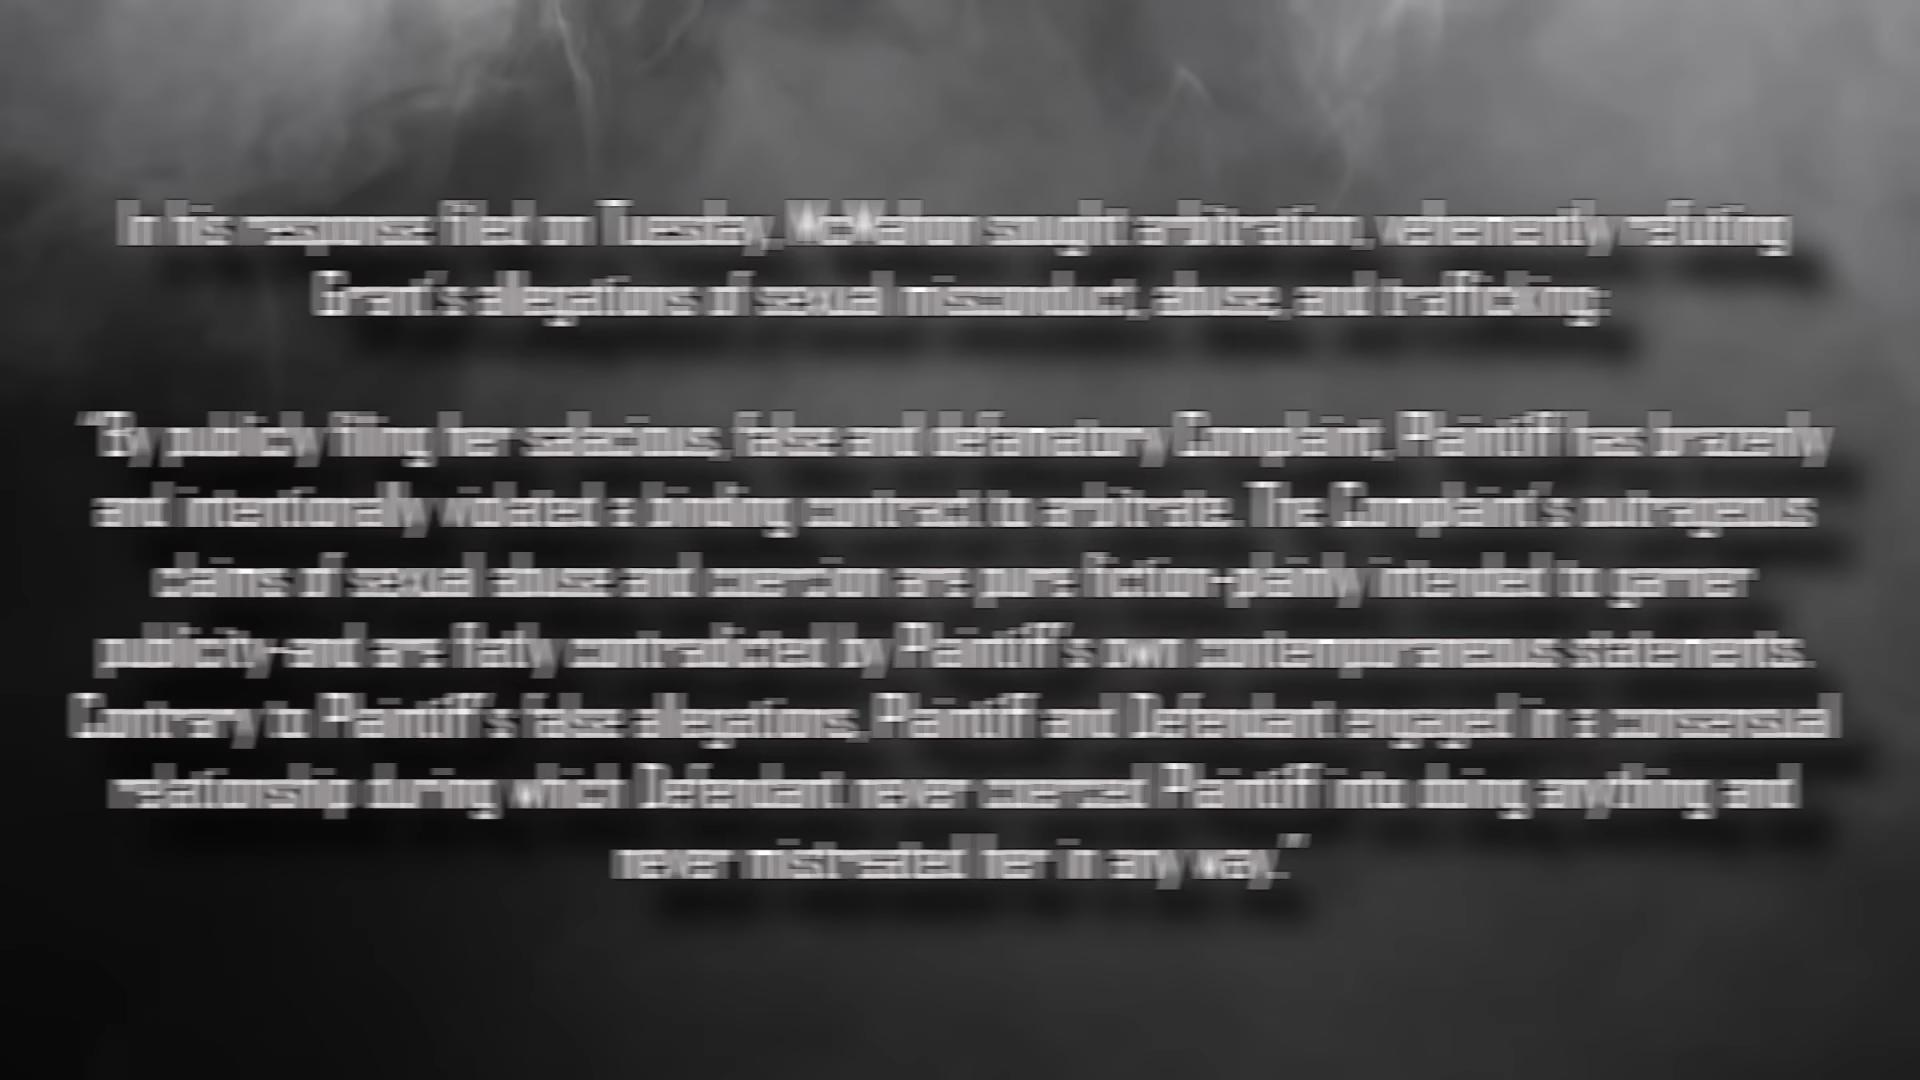 In his response filed on Tuesday, McMahon sought arbitration, vehemently refuting
Grant's allegations of sexual misconduct, abuse, and trafficking:
"By publicly filing her salacious, false and defamatory Complaint, Plaintiff has brazenly
and intentionally violated a binding contract to arbitrate. The Complaint's outrageous
claims of sexual abuse and coercion are pure fiction–plainly intended to garner
publicity–and are flatly contradicted by Plaintiff's own contemporaneous statements.
Contrary to Plaintiff's false allegations, Plaintiff and Defendant engaged in a consensual
relationship during which Defendant never coerced Plaintiff into doing anything and
never mistreated her in any way."